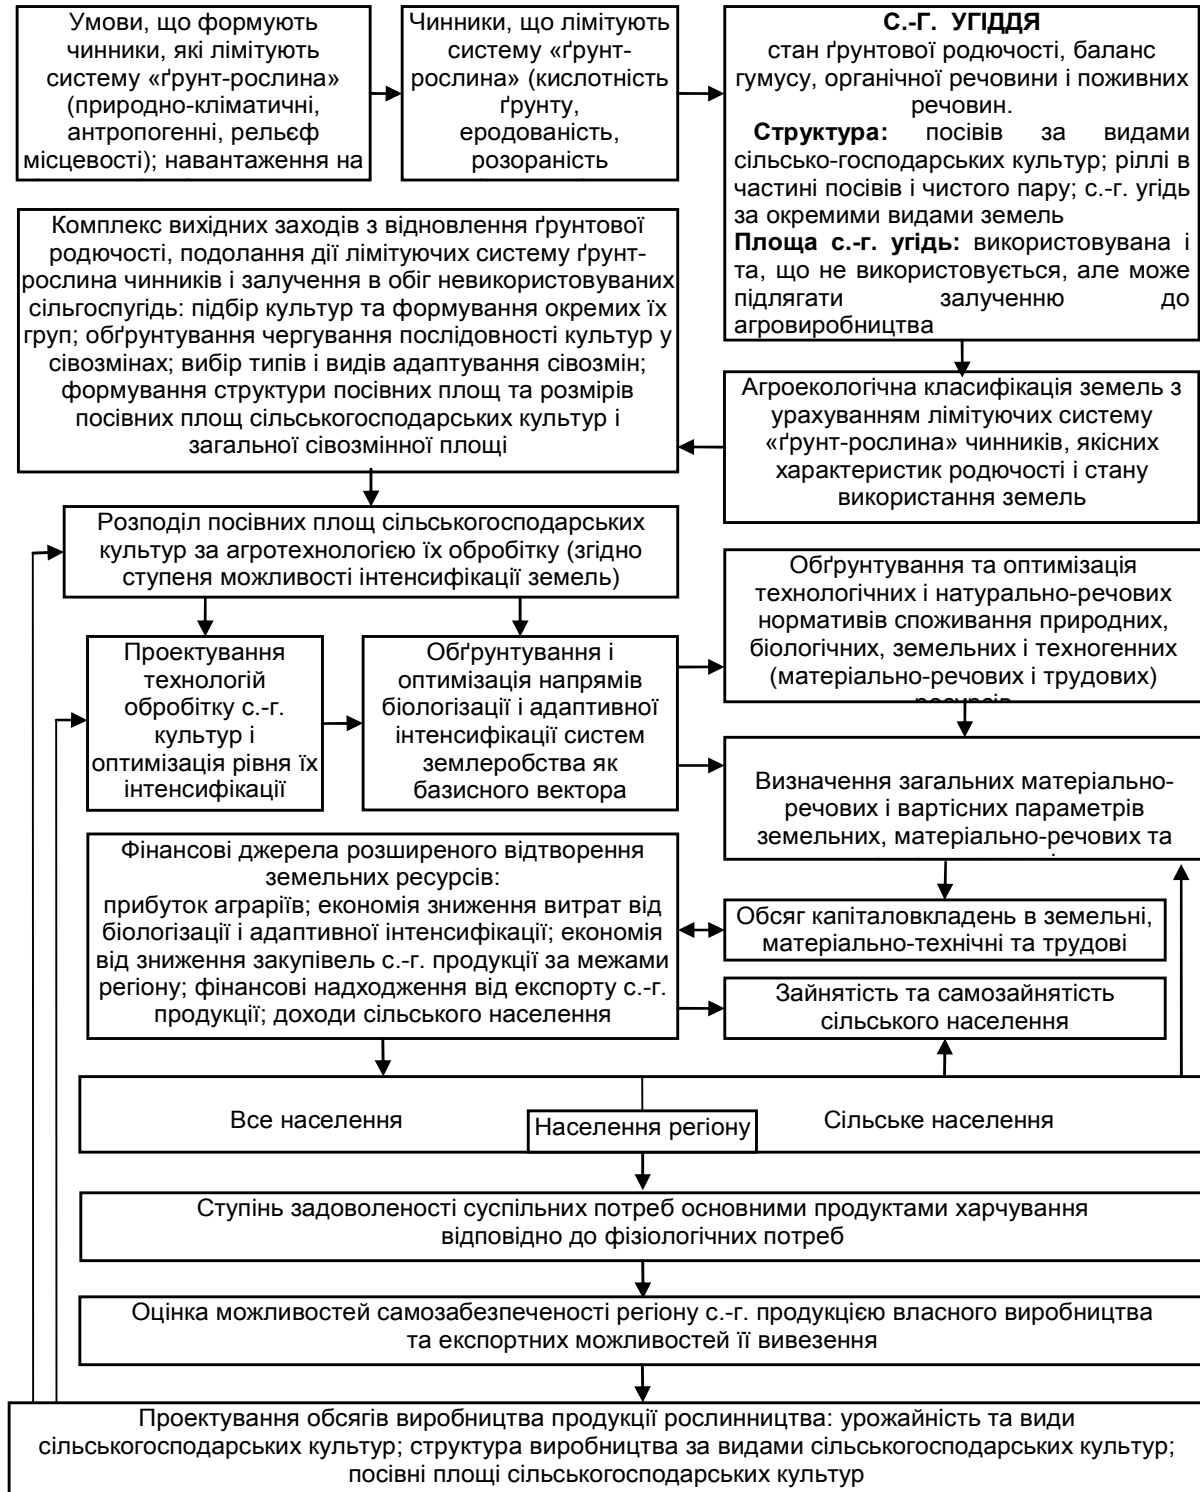 Умови, що формують
чинники, які лімітують
систему «ґрунт-рослина»
(природно-кліматичні,
антропогенні, рельєф
місцевості); навантаження на
Чинники, що лімітують
систему «ґрунт-
рослина» (кислотність
ґрунту,
еродованість,
розораність
С.-Г. УГІДДЯ
стан ґрунтової родючості, баланс
гумусу, органічної речовини і поживних
речовин.
Структура: посівів за видами
сільсько-господарських культур; ріллі в
частині посівів і чистого пару; с.-г. угідь
за окремими видами земель
Площа с.-г. угідь: використовувана і
та, що не використовується, але може
підлягати залученню до
агровиробництва
Комплекс вихідних заходів з відновлення ґрунтової
родючості, подолання дії лімітуючих систему ґрунт-
рослина чинників і залучення в обіг невикористовуваних
сільгоспугідь: підбір культур та формування окремих їх
груп; обґрунтування чергування послідовності культур у
сівозмінах; вибір типів і видів адаптування сівозмін;
формування структури посівних площ та розмірів
посівних площ сільськогосподарських культур і
загальної сівозмінної площі
Агроекологічна класифікація земель з
урахуванням лімітуючих систему
«ґрунт-рослина» чинників, якісних
характеристик родючості і стану
використання земель
Розподіл посівних площ сільськогосподарських
культур за агротехнологією їх обробітку (згідно
ступеня можливості інтенсифікації земель)
Обґрунтування та оптимізація
технологічних і натурально-речових
нормативів споживання природних,
біологічних, земельних і техногенних
(матеріально-речових і трудових)
ресурсів
Проектування
технологій
обробітку с.-г.
культур і
оптимізація рівня їх
інтенсифікації
Обґрунтування і
оптимізація напрямів
біологізації і адаптивної
інтенсифікації систем
землеробства як
базисного вектора
Визначення загальних матеріально-
речових і вартісних параметрів
земельних, матеріально-речових та
Фінансові джерела розширеного відтворення
земельних ресурсів:
прибуток аграріїв; економія зниження витрат від
біологізації і адаптивної інтенсифікації; економія
від зниження закупівель с.-г. продукції за межами
регіону; фінансові надходження від експорту с.-г.
продукції; доходи сільського населення
Обсяг капіталовкладень в земельні,
матеріально-технічні та трудові
Зайнятість та самозайнятість
сільського населення
Все населення
Населення регіону
Сільське населення
Ступінь задоволеності суспільних потреб основними продуктами харчування
відповідно до фізіологічних потреб
Оцінка можливостей самозабезпеченості регіону с.-г. продукцією власного виробництва
та експортних можливостей її вивезення
Проектування обсягів виробництва продукції рослинництва: урожайність та види
сільськогосподарських культур; структура виробництва за видами сільськогосподарських культур;
посівні площі сільськогосподарських культур